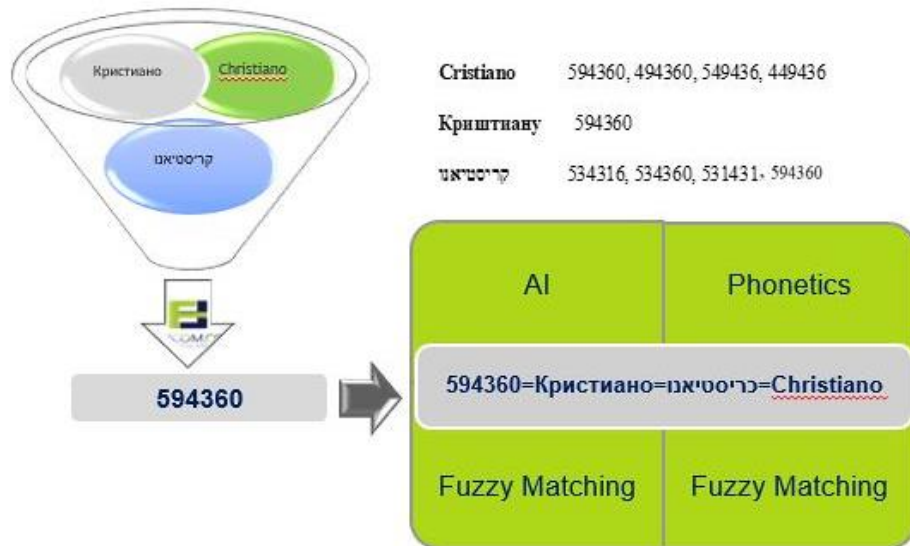 Кристиано
Christiano
קריסטיאנו
Cristiano 594360, 494360, 549436, 449436
Криштиану 594360
קריסטיאנו 534316, 534360, 531431, 594360
594360
AI
Phonetics
594360=Кристиано=כריסטיאנו=Christiano
Fuzzy Matching
Fuzzy Matching